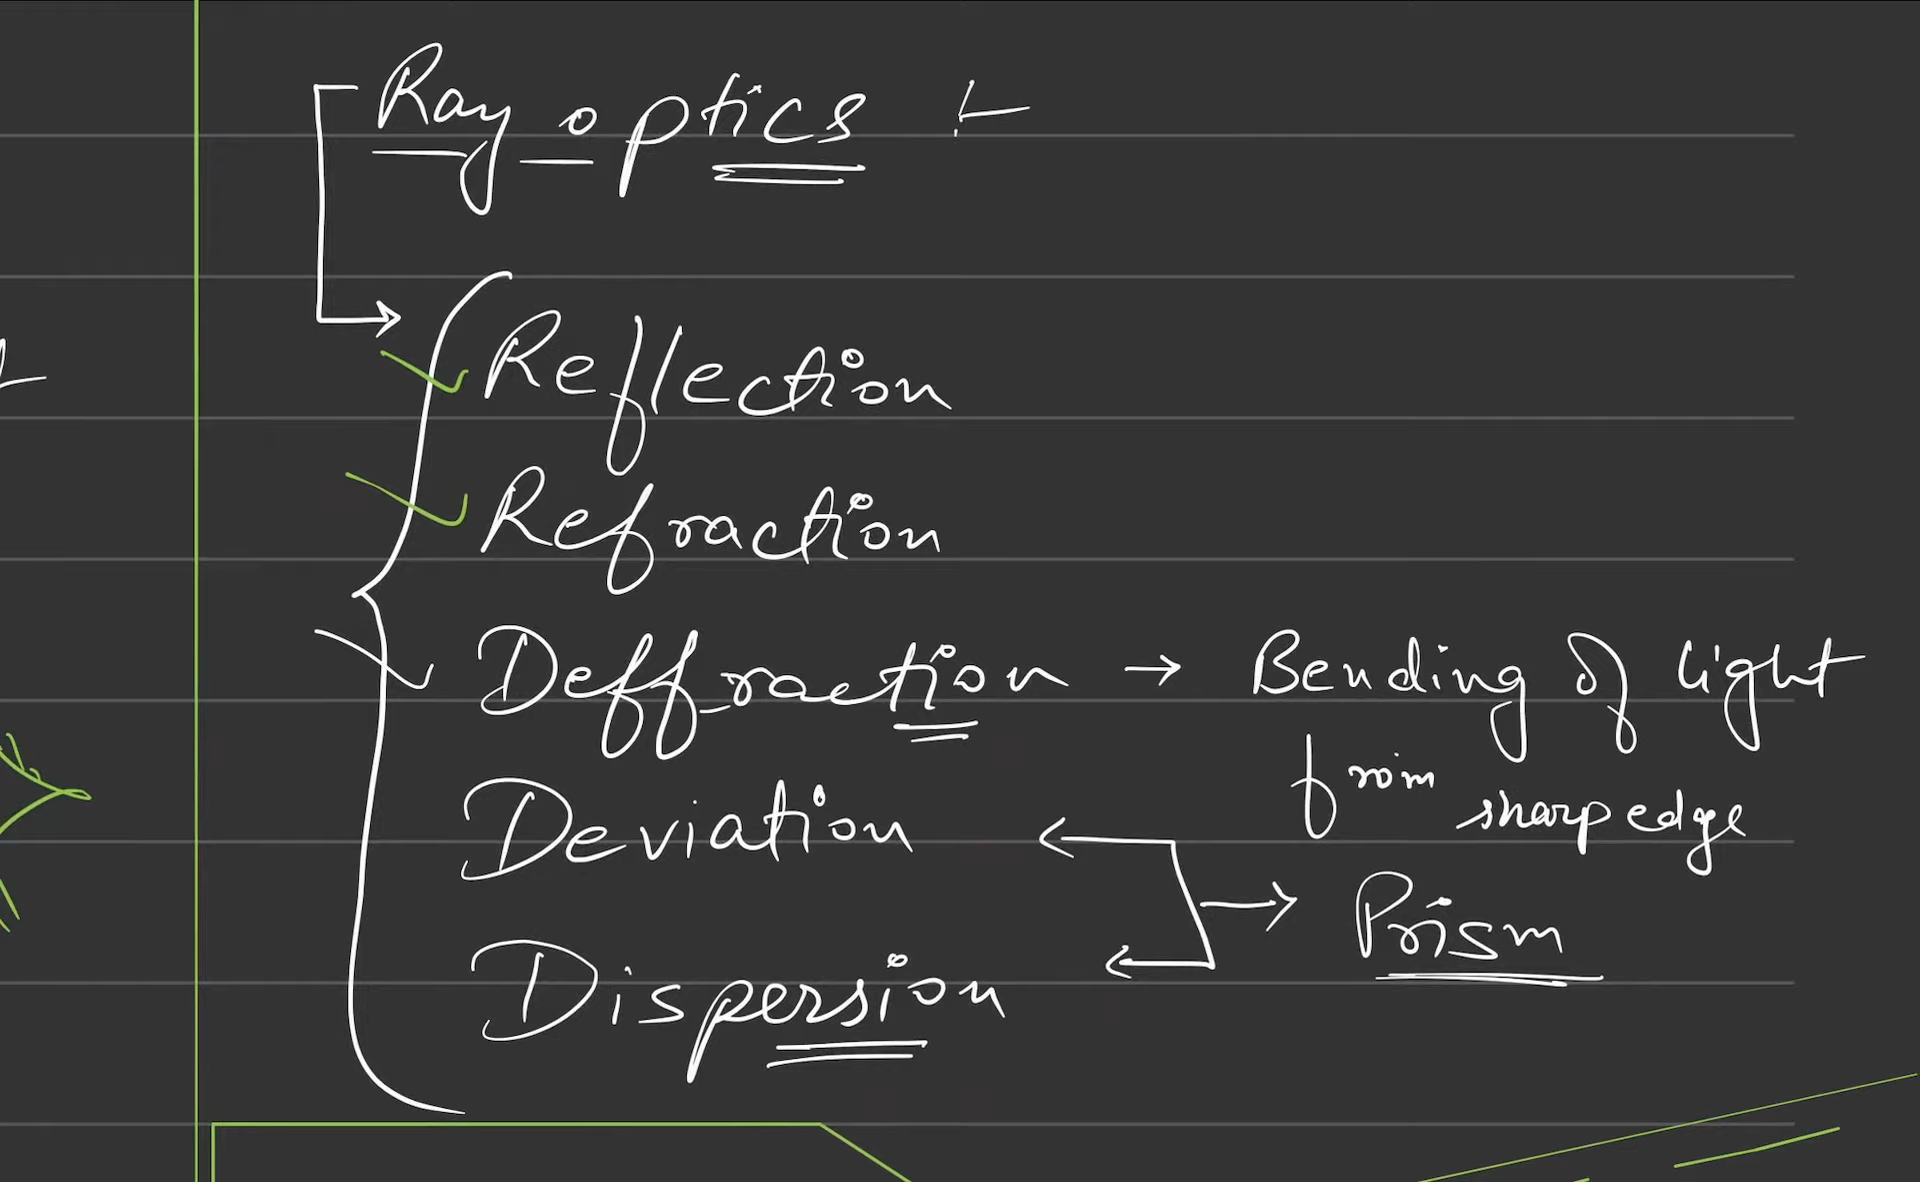 Ray optics :-
Reflection
Refraction
Deffraction → Bending of light
from sharp edge
Deviation
Prism
Dispersion